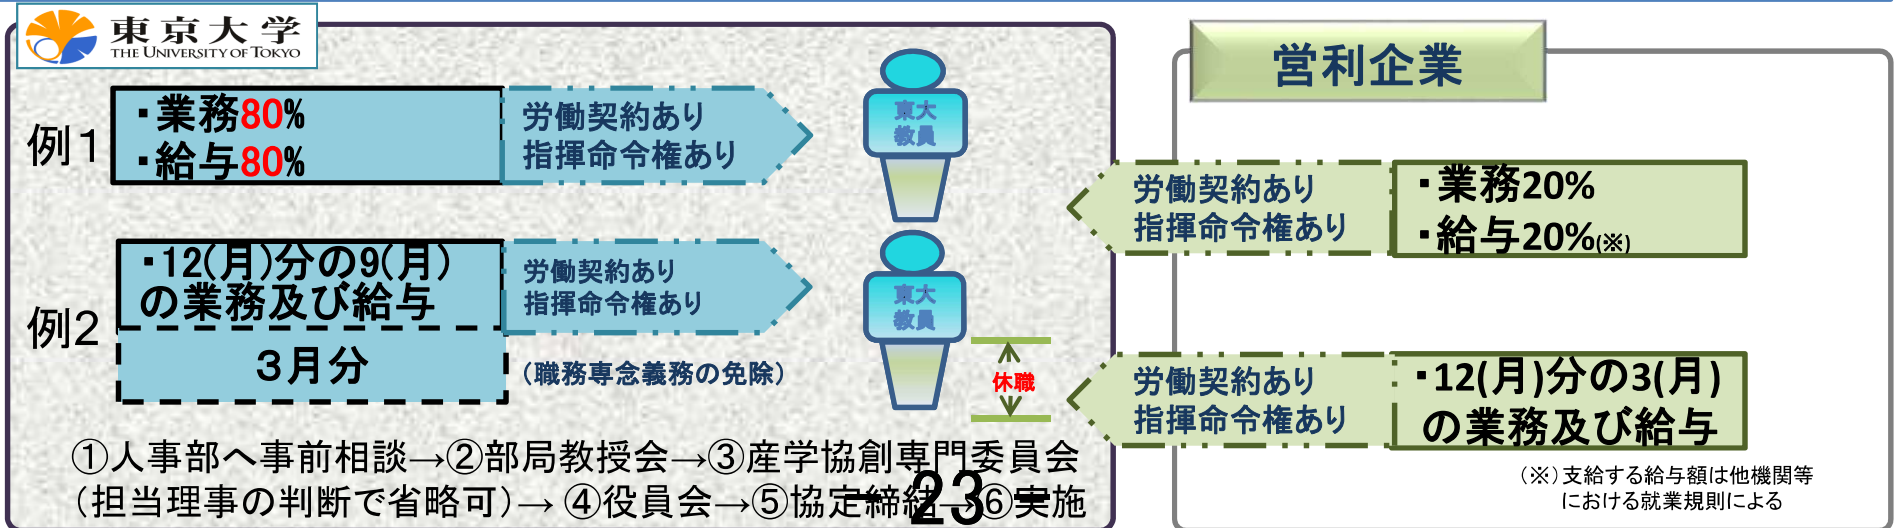 東京大学
THE UNIVERSITY OF TOKYO
例1
・業務80%
・給与80%
労働契約あり
指揮命令権あり
東大
教員
営利企業
労働契約あり
指揮命令権あり
・業務20%
・給与20%(※)
例2
・12(月)分の9(月)
の業務及び給与
3月分
労働契約あり
指揮命令権あり
(職務専念義務の免除)
東大
教員
休職
労働契約あり
指揮命令権あり
・12(月)分の3(月)
の業務及び給与
①人事部へ事前相談→②部局教授会→③産学協創専門委員会
(担当理事の判断で省略可)→ ④役員会→⑤協定締結→⑥実施
- 23 -
(※)支給する給与額は他機関等
における就業規則による